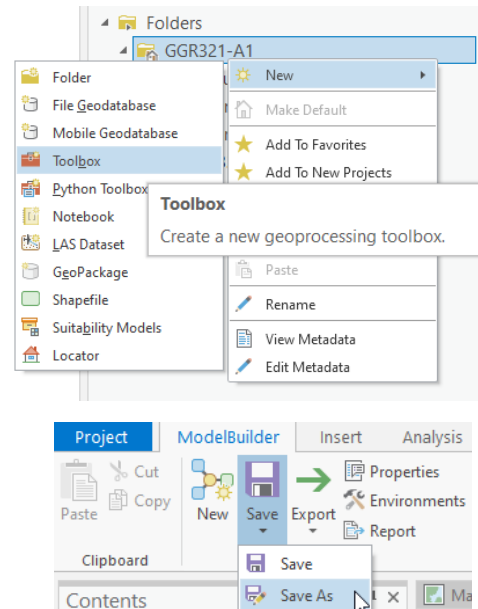 Folders
GGR321-A1
Folder
New
File Geodatabase
Make Default
Mobile Geodatabase
Add To Favorites
Toolbox
Add To New Projects
Python Toolbox
Toolbox
Notebook
Create a new geoprocessing toolbox.
LAS Dataset
GeoPackage
Paste
Shapefile
Rename
Suitability Models
View Metadata
Locator
Edit Metadata
Project ModelBuilder Insert Analysis
Cut
Copy
Paste
New Save Export
Properties
Environments
Report
Clipboard
Save
Save As
Contents